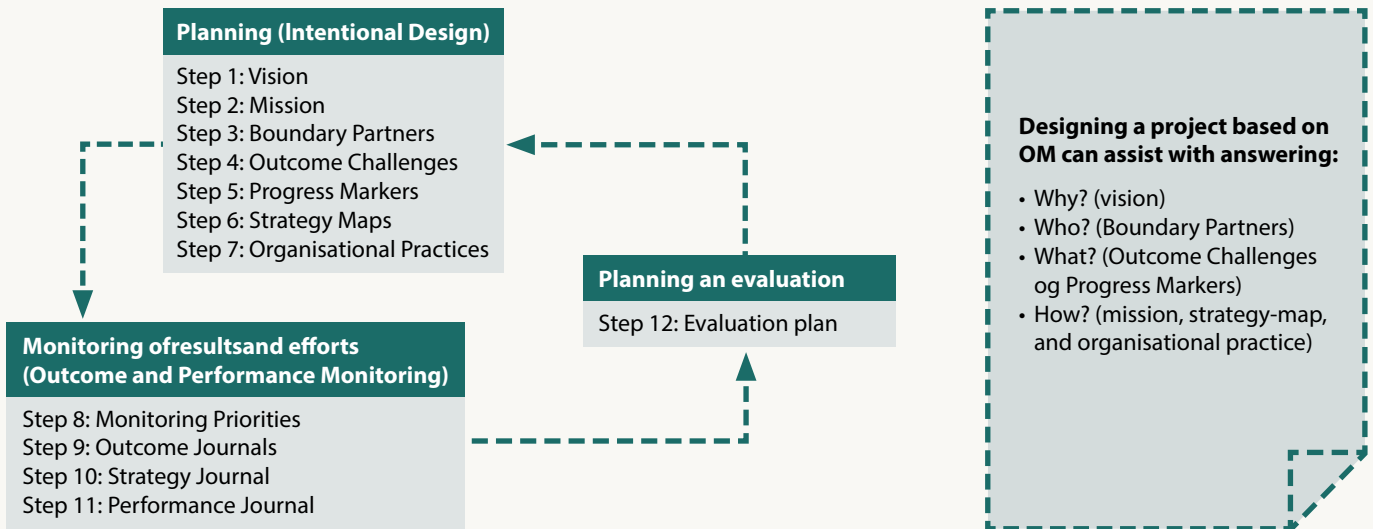 Planning (Intentional Design)
Step 1: Vision
Step 2: Mission
Step 3: Boundary Partners
Step 4: Outcome Challenges
Step 5: Progress Markers
Step 6: Strategy Maps
Step 7: Organisational Practices
Monitoring ofresultsand efforts
(Outcome and Performance Monitoring)
Step 8: Monitoring Priorities
Step 9: Outcome Journals
Step 10: Strategy Journal
Step 11: Performance Journal
Planning an evaluation
Step 12: Evaluation plan
Designing a project based on
OM can assist with answering:
• Why? (vision)
• Who? (Boundary Partners)
• What? (Outcome Challenges
og Progress Markers)
• How? (mission, strategy-map,
and organisational practice)